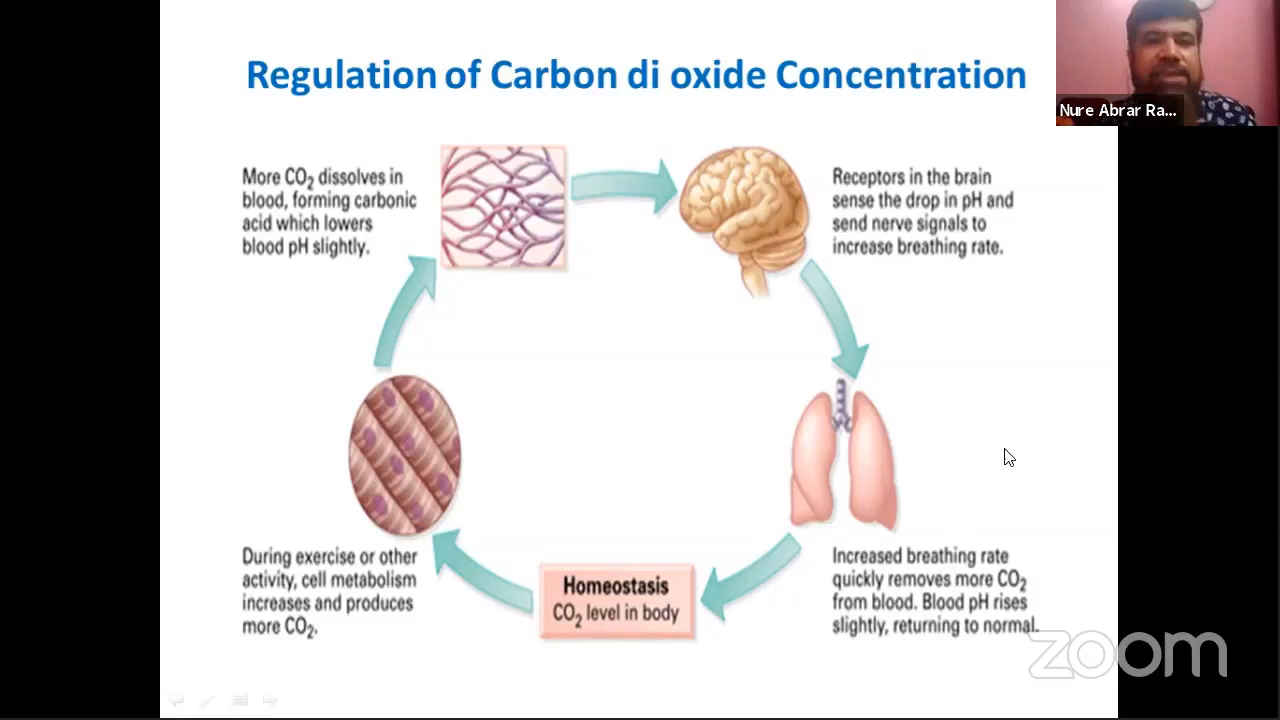 Regulation of Carbon di oxide Concentration
Nure Abrar Ra...
More CO₂ dissolves in
blood, forming carbonic
acid which lowers
blood pH slightly.
Receptors in the brain
sense the drop in pH and
send nerve signals to
increase breathing rate.
During exercise or other
activity, cell metabolism
increases and produces
more CO₂.
Homeostasis
CO₂ level in body
Increased breathing rate
quickly removes more CO₂
from blood. Blood pH rises
slightly, returning to normal.
zoom